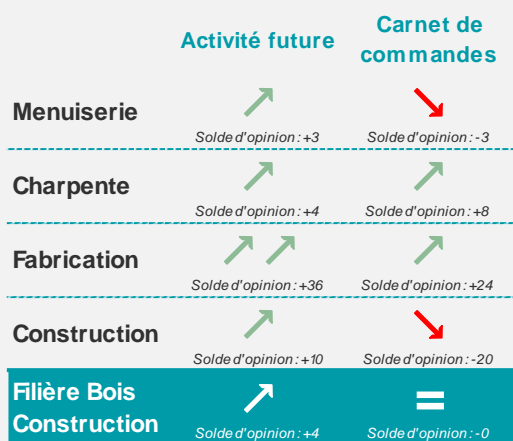 Activité future
Carnet de
commandes
Menuiserie
Solde d'opinion : +3
Solde d'opinion : -3
Charpente
Solde d'opinion : +4
Solde d'opinion : +8
Fabrication
Solde d'opinion : +36
Solde d'opinion : +24
Construction
Solde d'opinion : +10
Solde d'opinion : -20
Filière Bois
Construction
=
Solde d'opinion : +4
Solde d'opinion : -0